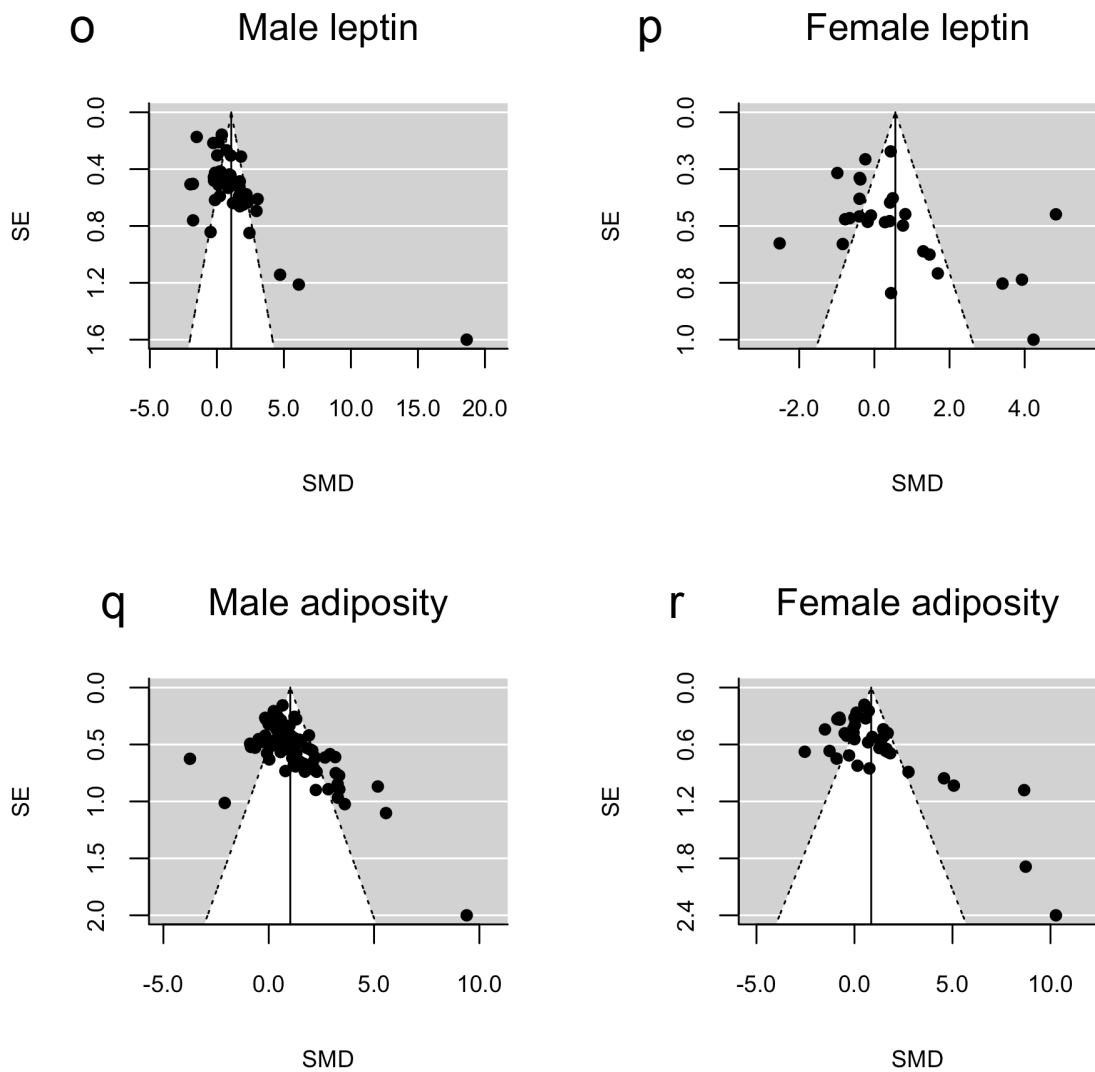 o Male leptin
SE
0.0
0.4
0.8
1.2
1.6
-5.0 0.0 5.0 10.0 15.0 20.0
SMD
p Female leptin
SE
0.0
0.3
0.5
0.8
1.0
-2.0 0.0 2.0 4.0
SMD
q Male adiposity
SE
0.0
0.5
1.0
1.5
2.0
-5.0 0.0 5.0 10.0
SMD
r Female adiposity
SE
0.0
0.6
1.2
1.8
2.4
-5.0 0.0 5.0 10.0
SMD